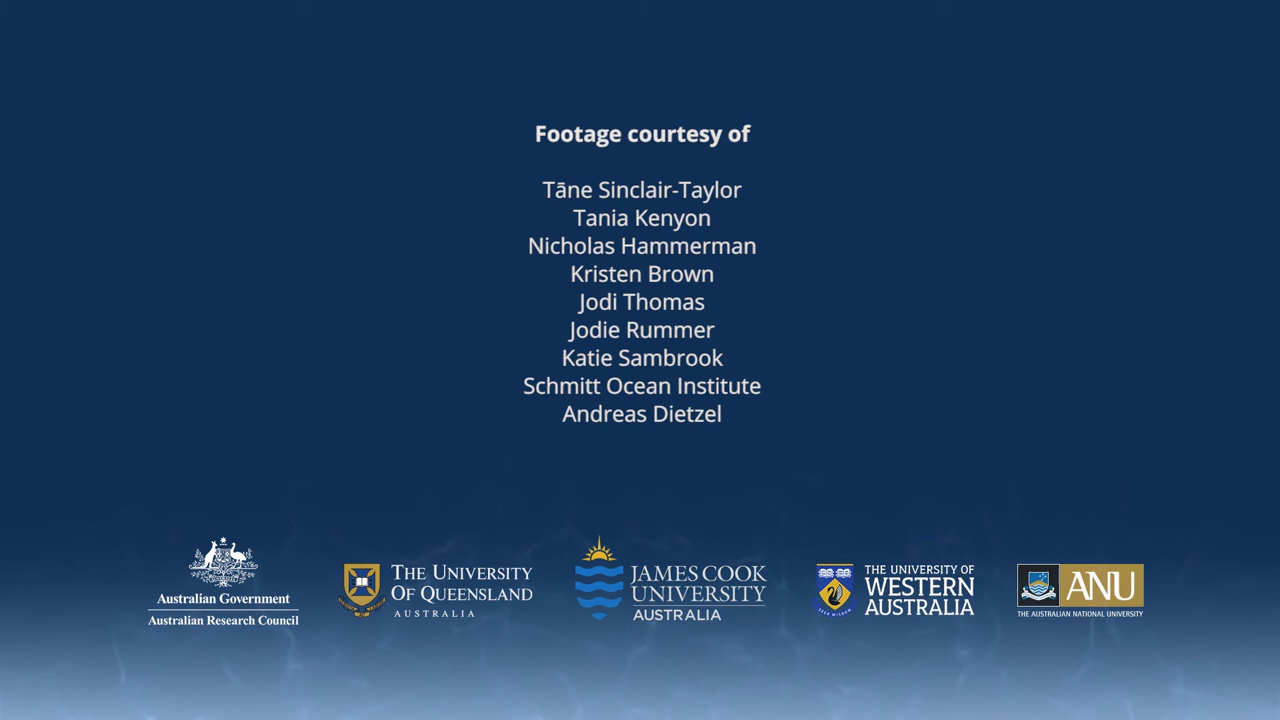 Footage courtesy of
Tāne Sinclair-Taylor
Tania Kenyon
Nicholas Hammerman
Kristen Brown
Jodi Thomas
Jodie Rummer
Katie Sambrook
Schmitt Ocean Institute
Andreas Dietzel
Australian Government
Australian Research Council
THE UNIVERSITY
OF QUEENSLAND
AUSTRALIA
JAMES COOK
UNIVERSITY
AUSTRALIA
SEEK WISDOM
THE UNIVERSITY OF
WESTERN
AUSTRALIA
ANU
THE AUSTRALIAN NATIONAL UNIVERSITY